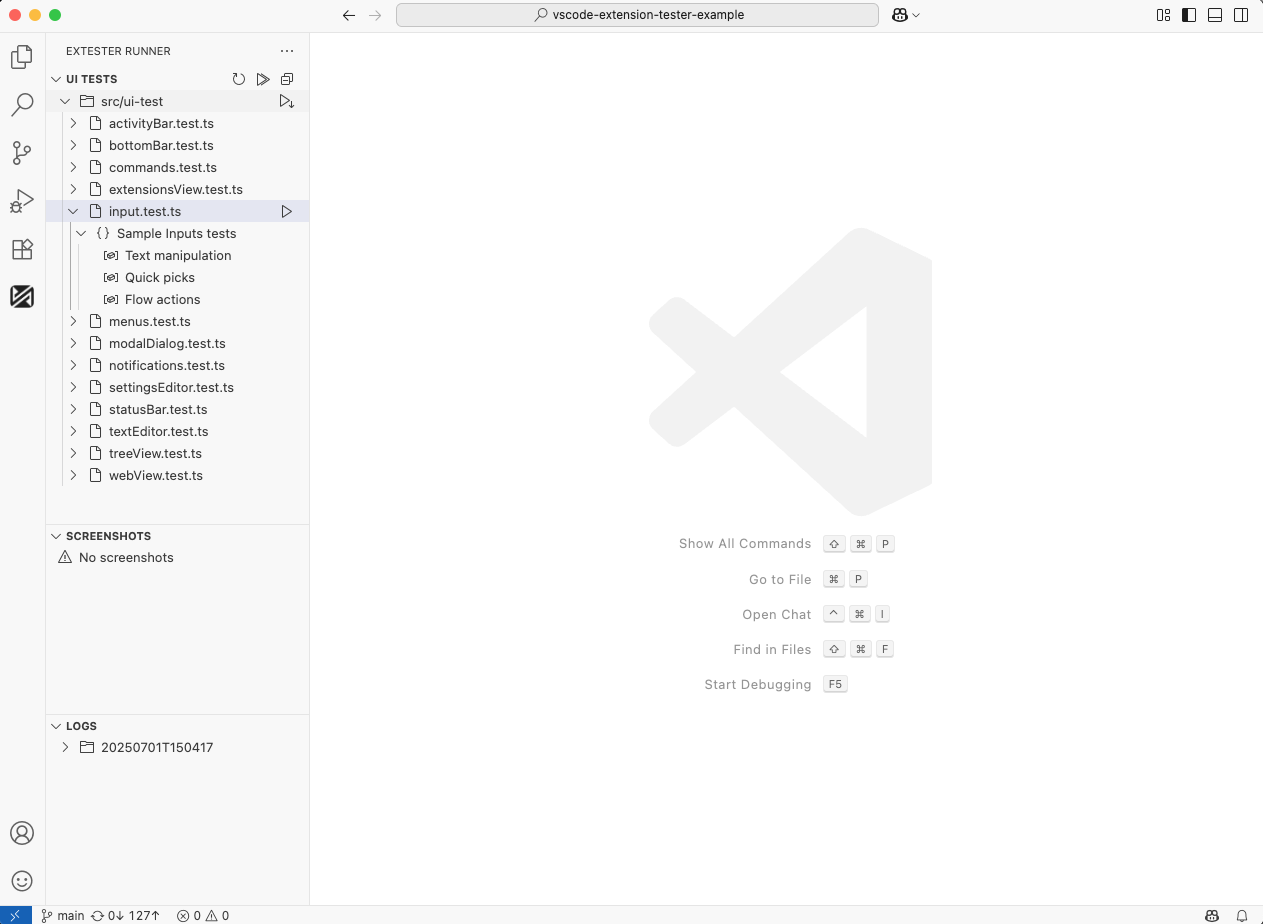 vscode-extension-tester-example
EXTESTER RUNNER
UI TESTS
src/ui-test
activityBar.test.ts
bottomBar.test.ts
commands.test.ts
extensionsView.test.ts
input.test.ts
{} Sample Inputs tests
Text manipulation
Quick picks
Flow actions
menus.test.ts
modalDialog.test.ts
notifications.test.ts
settingsEditor.test.ts
statusBar.test.ts
textEditor.test.ts
treeView.test.ts
webView.test.ts
SCREENSHOTS
No screenshots
LOGS
20250701T150417
Show All Commands ⇧ ⌘ P
Go to File ⌘ P
Open Chat ^ ⌘ I
Find in Files ⇧ ⌘ F
Start Debugging F5
main 0↓ 127↑ 0 0